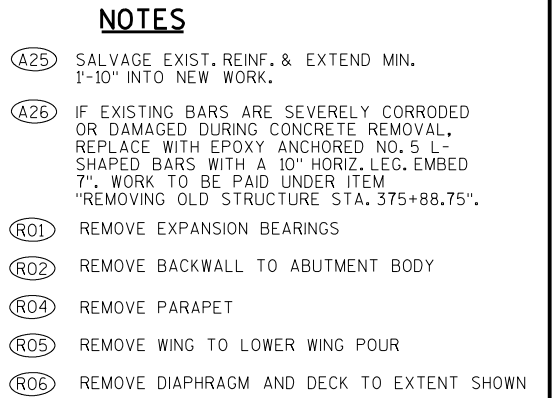 NOTES
A25 SALVAGE EXIST. REINF. & EXTEND MIN.
1'-10" INTO NEW WORK.
A26 IF EXISTING BARS ARE SEVERELY CORRODED
OR DAMAGED DURING CONCRETE REMOVAL,
REPLACE WITH EPOXY ANCHORED NO. 5 L-
SHAPED BARS WITH A 10" HORIZ. LEG. EMBED
7". WORK TO BE PAID UNDER ITEM
"REMOVING OLD STRUCTURE STA. 375+88.75".
R01 REMOVE EXPANSION BEARINGS
R02 REMOVE BACKWALL TO ABUTMENT BODY
R04 REMOVE PARAPET
R05 REMOVE WING TO LOWER WING POUR
R06 REMOVE DIAPHRAGM AND DECK TO EXTENT SHOWN